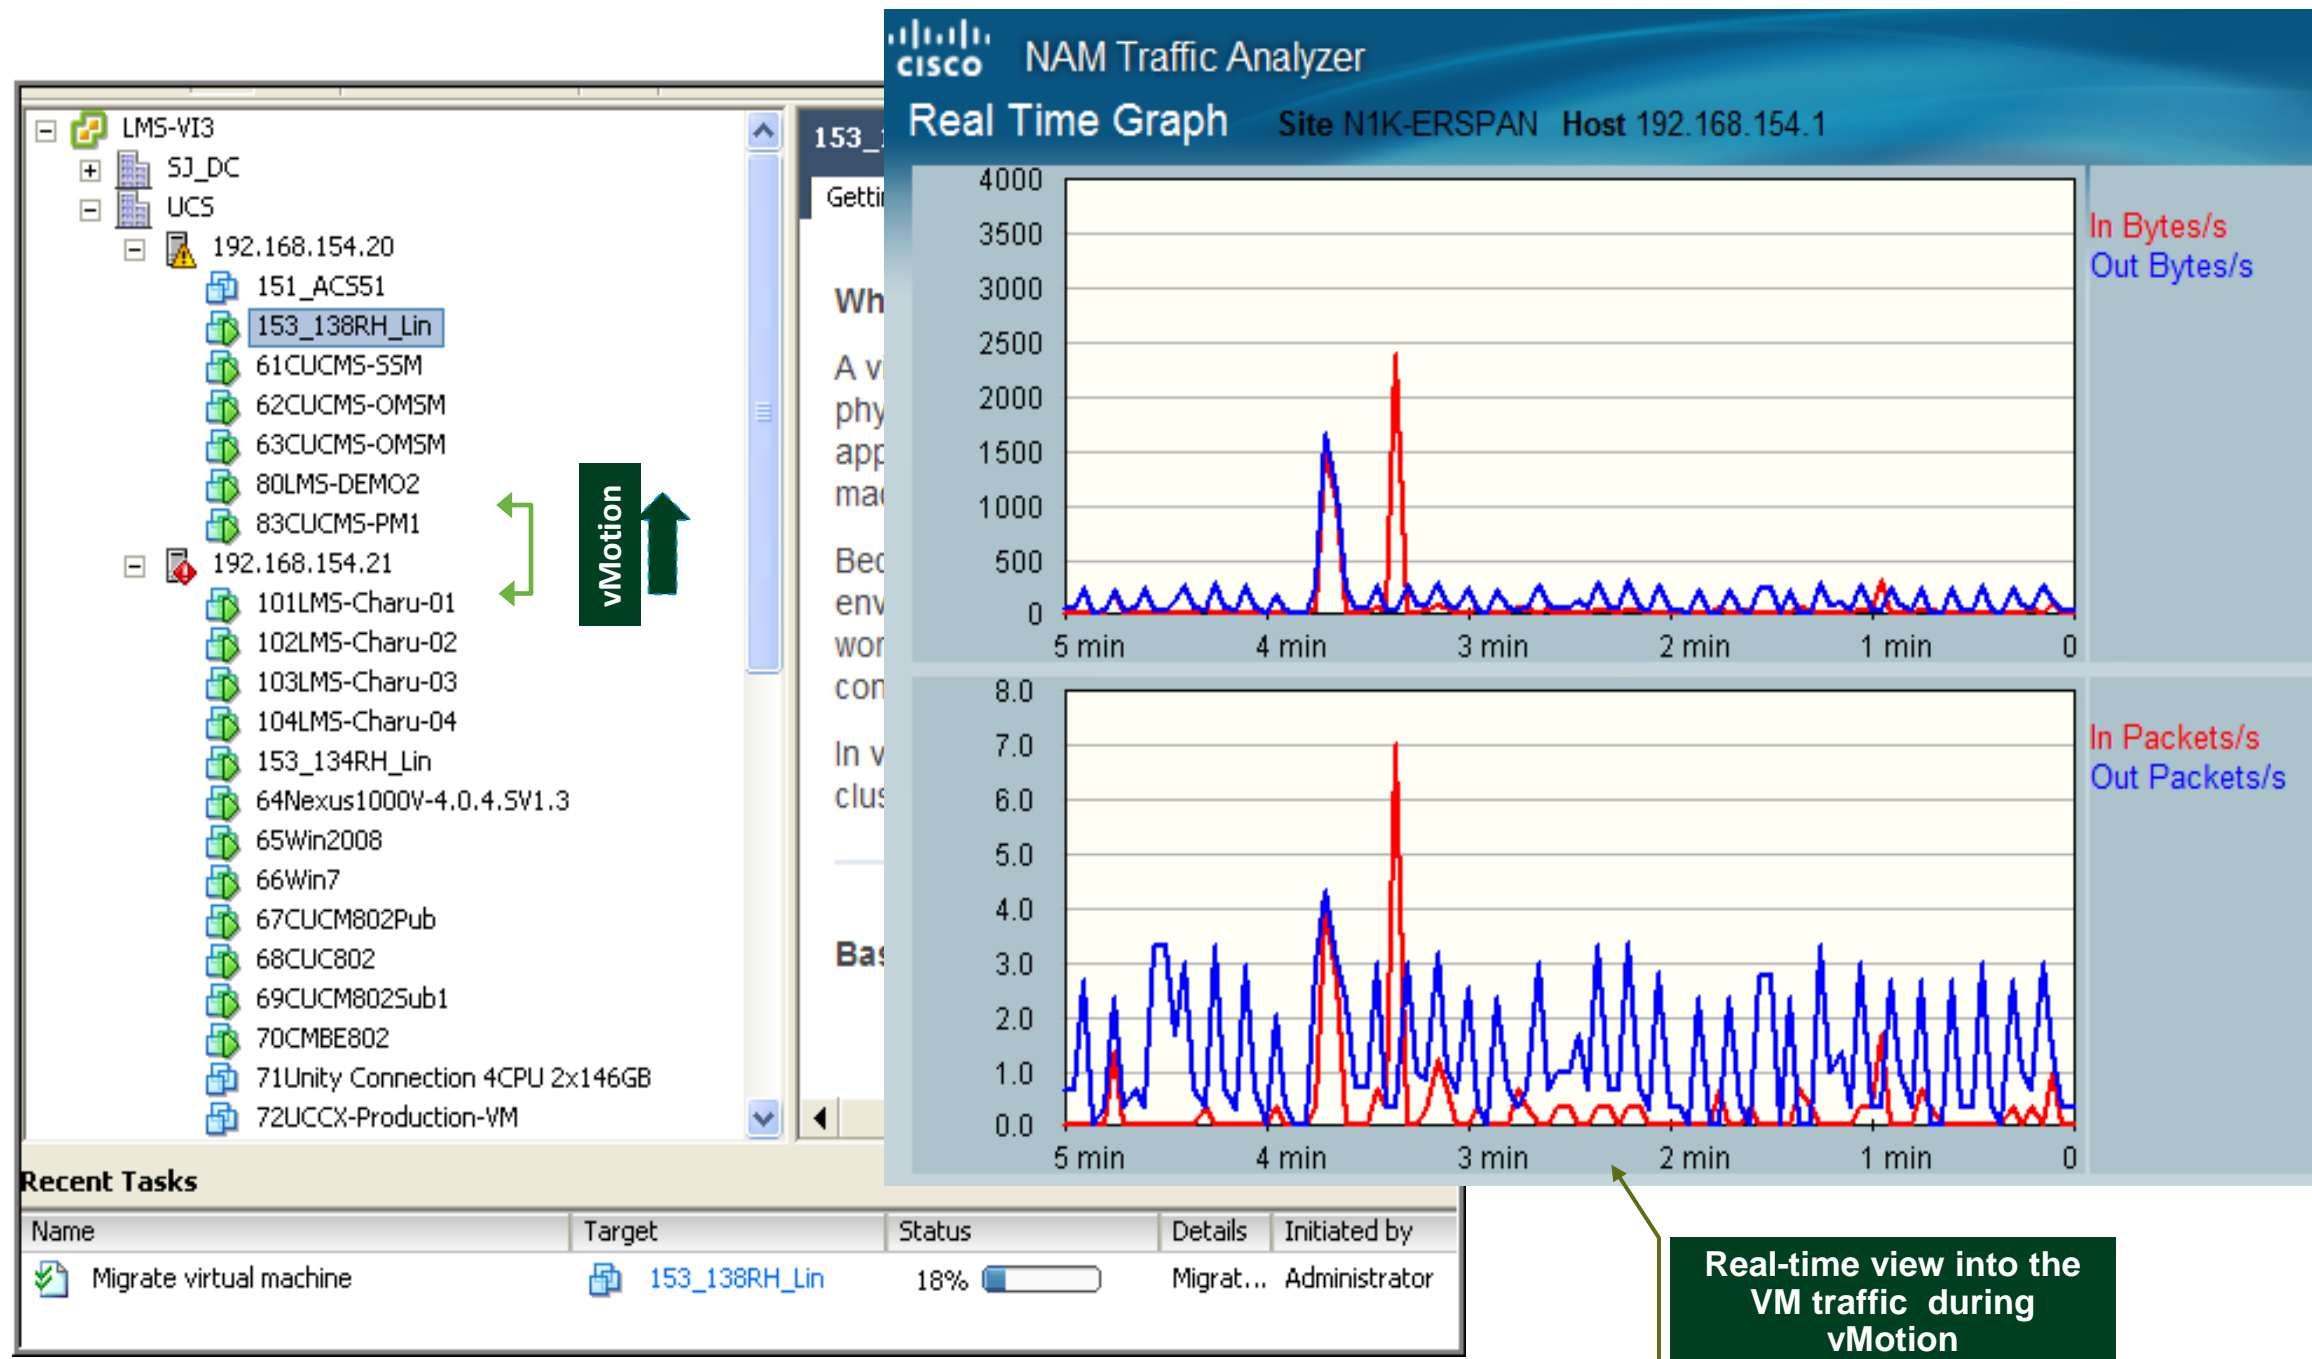 LMS-VI3
SJ_DC
UCS
192.168.154.20
151_ACS51
153_138RH_Lin
61CUCMS-SSM
62CUCMS-OMSM
63CUCMS-OMSM
80LMS-DEMO2
83CUCMS-PM1
192.168.154.21
101LMS-Charu-01
102LMS-Charu-02
103LMS-Charu-03
104LMS-Charu-04
153_134RH_Lin
64Nexus1000V-4.0.4.SV1.3
65Win2008
66Win7
67CUCM802Pub
68CUC802
69CUCM802Sub1
70CMBE802
71Unity Connection 4CPU 2x146GB
72UCCX-Production-VM
vMotion
153_
A
In
cisco NAM Traffic Analyzer
Real Time Graph Site N1K-ERSPAN Host 192.168.154.1
4000
3500
3000
2500
2000
1500
1000
500
0
5 min 4 min 3 min 2 min 1 min 0
In Bytes/s
Out Bytes/s
8.0
7.0
6.0
5.0
4.0
3.0
2.0
1.0
0.0
5 min 4 min 3 min 2 min 1 min 0
In Packets/s
Out Packets/s
Recent Tasks
Name Target Status Details Initiated by
Migrate virtual machine 153_138RH_Lin 18% Migrat... Administrator
Real-time view into the
VM traffic during
vMotion